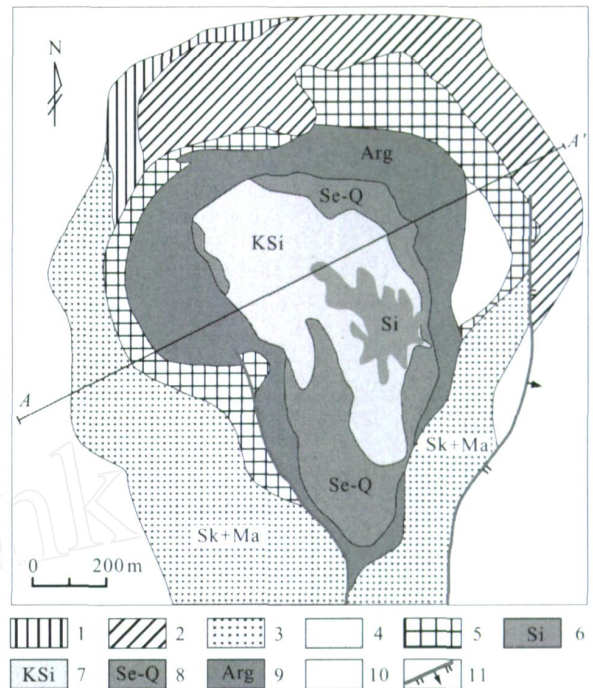 N
A'
Arg
Se-Q
KSi
Si
A
Sk+Ma
Se-Q
Sk+Ma
0 200 m
1 2 3 4 5 Si 6
KSi 7 Se-Q 8 Arg 9 10 11